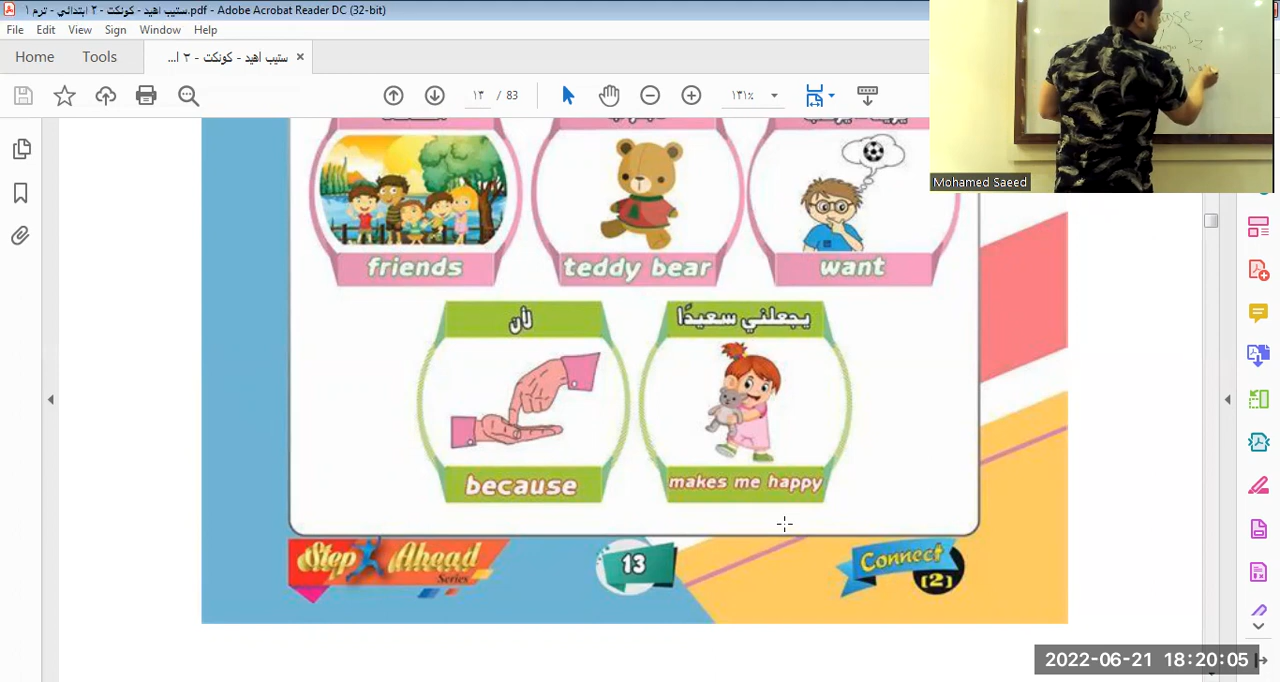 ستيب اهيد - كونكت - ٢ ابتدائي - ترم ١.pdf - Adobe Acrobat Reader DC (32-bit)
File Edit View Sign Window Help
Home Tools ستيب اهيد - كونكت - ٢ ا...
١٣ / 83 ١٣١٪
Mohamed Saeed
friends teddy bear want
لأن يجعلني سعيدًا
because makes me happy
Step Ahead Series 13 Connect (2)
2022-06-21 18:20:05